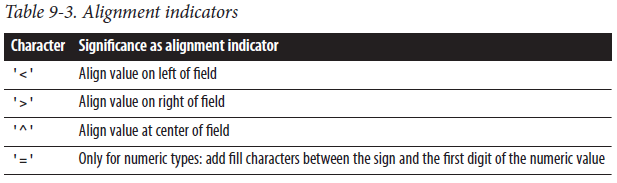 Table 9-3. Alignment indicators
Character Significance as alignment indicator
'<' Align value on left of field
'>' Align value on right of field
'^' Align value at center of field
'=' Only for numeric types: add fill characters between the sign and the first digit of the numeric value